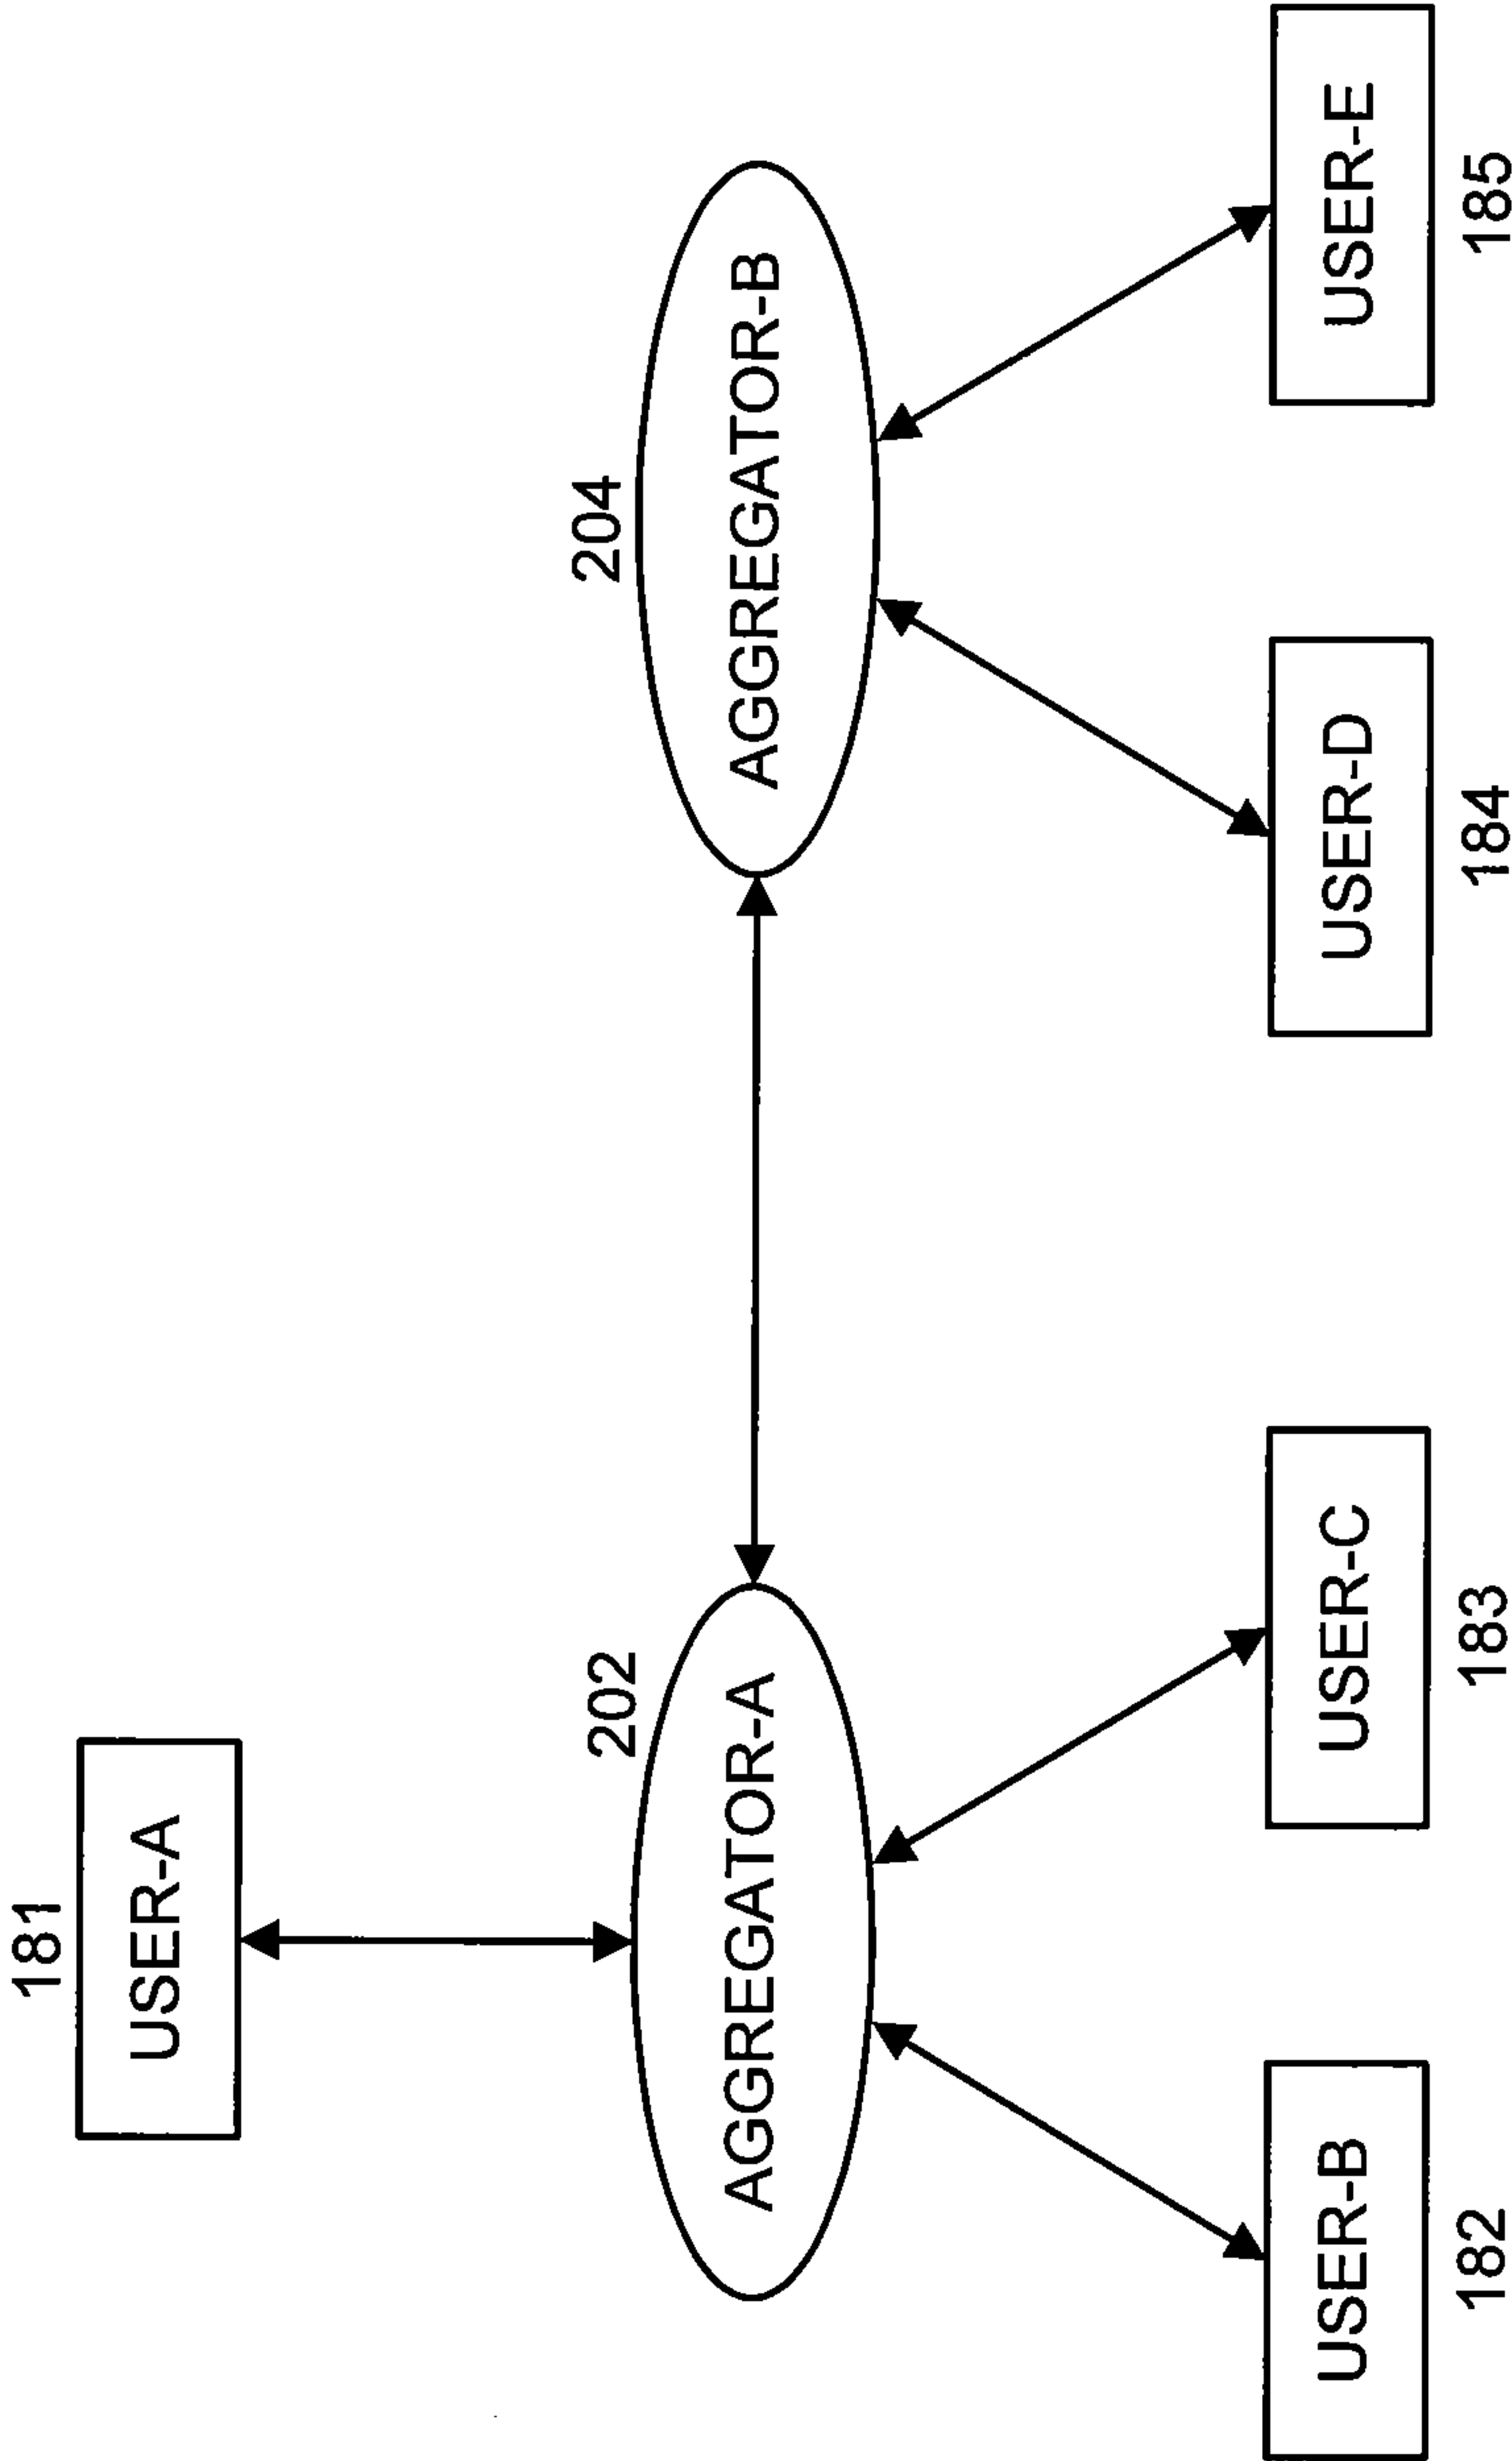 181
USER-A
202
AGGREGATOR-A
204
AGGREGATOR-B
USER-B
182
USER-C
183
USER-D
184
USER-E
185